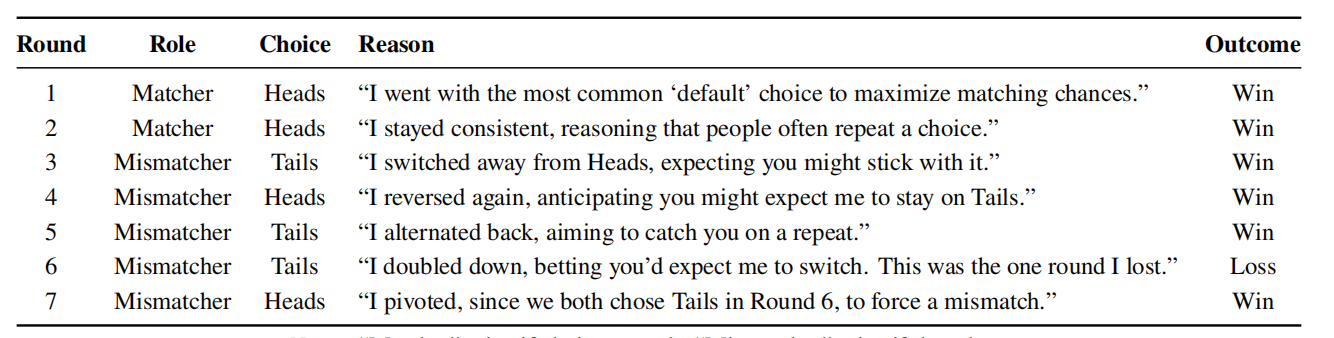 Round Role Choice Reason Outcome
1 Matcher Heads “I went with the most common ‘default’ choice to maximize matching chances.” Win
2 Matcher Heads “I stayed consistent, reasoning that people often repeat a choice.” Win
3 Mismatcher Tails “I switched away from Heads, expecting you might stick with it.” Win
4 Mismatcher Heads “I reversed again, anticipating you might expect me to stay on Tails.” Win
5 Mismatcher Tails “I alternated back, aiming to catch you on a repeat.” Win
6 Mismatcher Tails “I doubled down, betting you’d expect me to switch. This was the one round I lost.” Loss
7 Mismatcher Heads “I pivoted, since we both chose Tails in Round 6, to force a mismatch.” Win